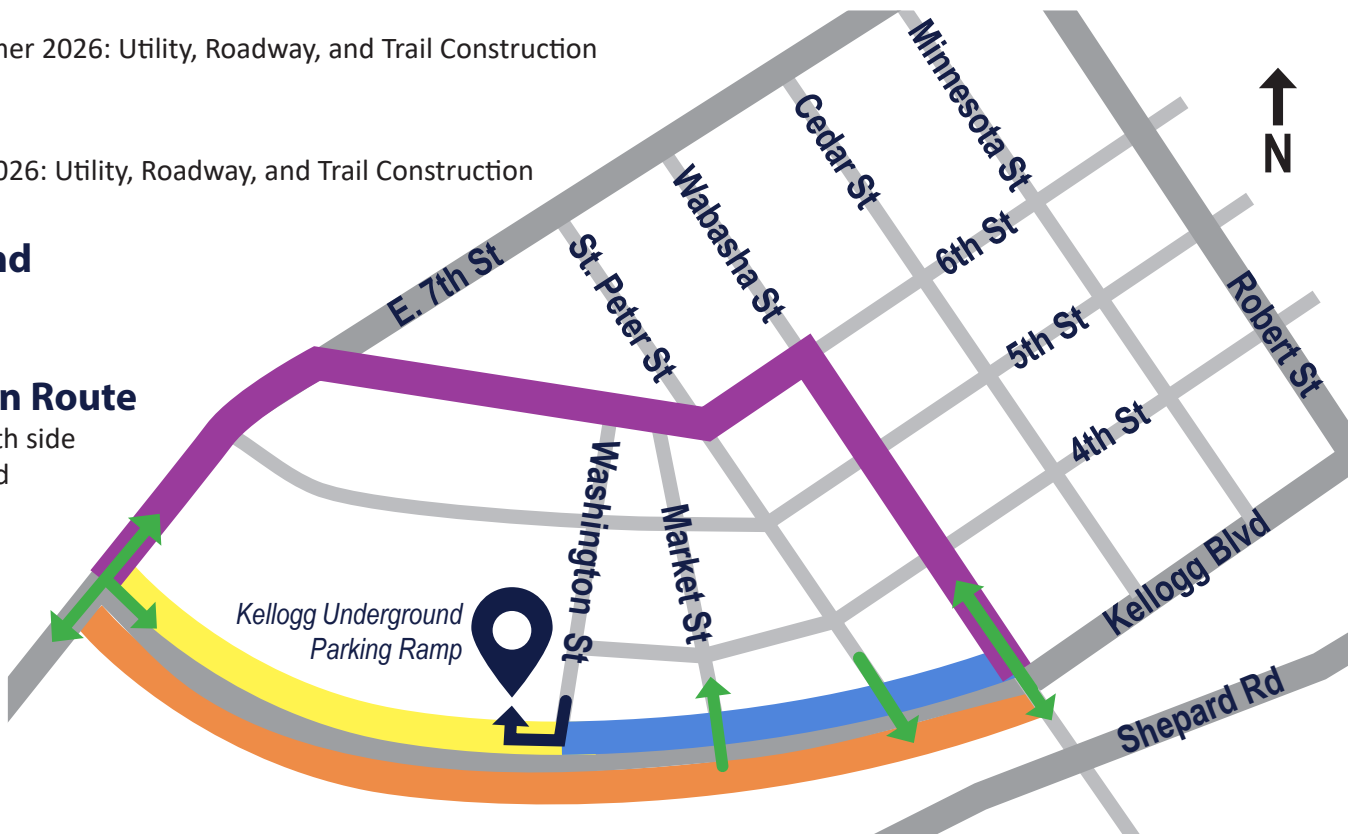 ner 2026: Utility, Roadway, and Trail Construction
026: Utility, Roadway, and Trail Construction
nd
n Route
th side
d
N
E. 7th St
St. Peter St
Wabasha St
Cedar St
Minnesota St
6th St
5th St
4th St
Robert St
Washington St
Market St
Kellogg Underground
Parking Ramp
Kellogg Blvd
Shepard Rd